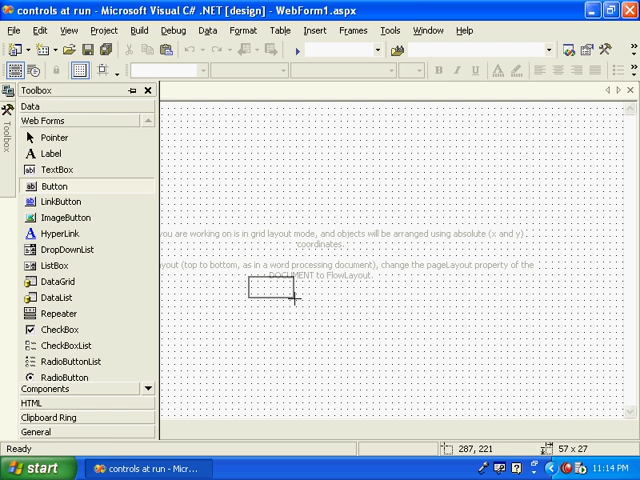 controls at run - Microsoft Visual C# .NET [design] - WebForm1.aspx
File Edit View Project Build Debug Data Format Table Insert Frames Tools Window Help
Toolbox
Data
Web Forms
Pointer
Label
TextBox
Button
LinkButton
ImageButton
HyperLink
DropDownList
ListBox
DataGrid
DataList
Repeater
CheckBox
CheckBoxList
RadioButtonList
RadioButton
Components
HTML
Clipboard Ring
General
Toolbox
you are working on is in grid layout mode, and objects will be arranged using absolute (x and y)
coordinates.
ayout (top to bottom, as in a word processing document), change the pageLayout property of the
DOCUMENT to FlowLayout.
B I U
Ready 287, 221 57 x 27
start controls at run - Micr... 11:14 PM